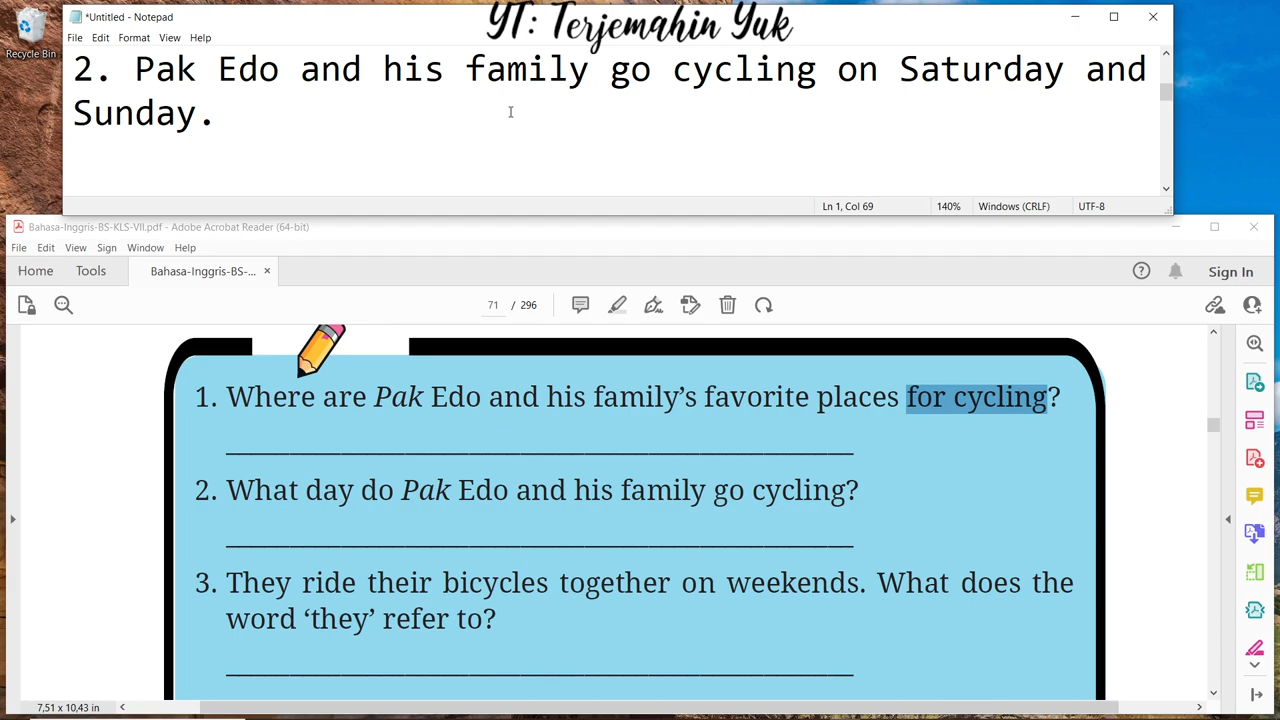 YT: Terjemahin Yuk
Recycle Bin
*Untitled - Notepad
File Edit Format View Help
2. Pak Edo and his family go cycling on Saturday and
Sunday.
Ln 1, Col 69 140% Windows (CRLF) UTF-8
Bahasa-Inggris-BS-KLS-VII.pdf - Adobe Acrobat Reader (64-bit)
File Edit View Sign Window Help
Home Tools Bahasa-Inggris-BS-... × Sign In
71 / 296
1. Where are Pak Edo and his family’s favorite places for cycling?
2. What day do Pak Edo and his family go cycling?
3. They ride their bicycles together on weekends. What does the
word ‘they’ refer to?
7,51 x 10,43 in